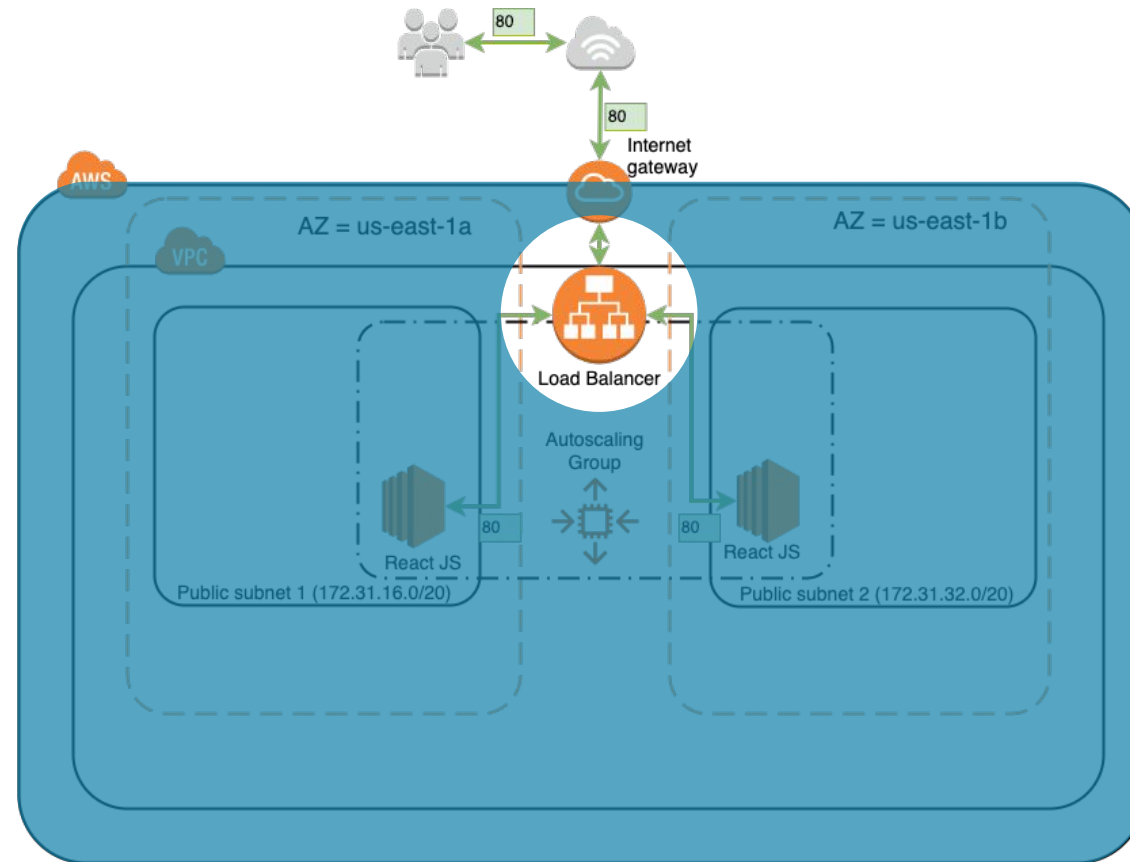 80
80
Internet
gateway
AWS
AZ = us-east-1a
AZ = us-east-1b
VPC
Load Balancer
Autoscaling
Group
80
80
React JS
React JS
Public subnet 1 (172.31.16.0/20)
Public subnet 2 (172.31.32.0/20)